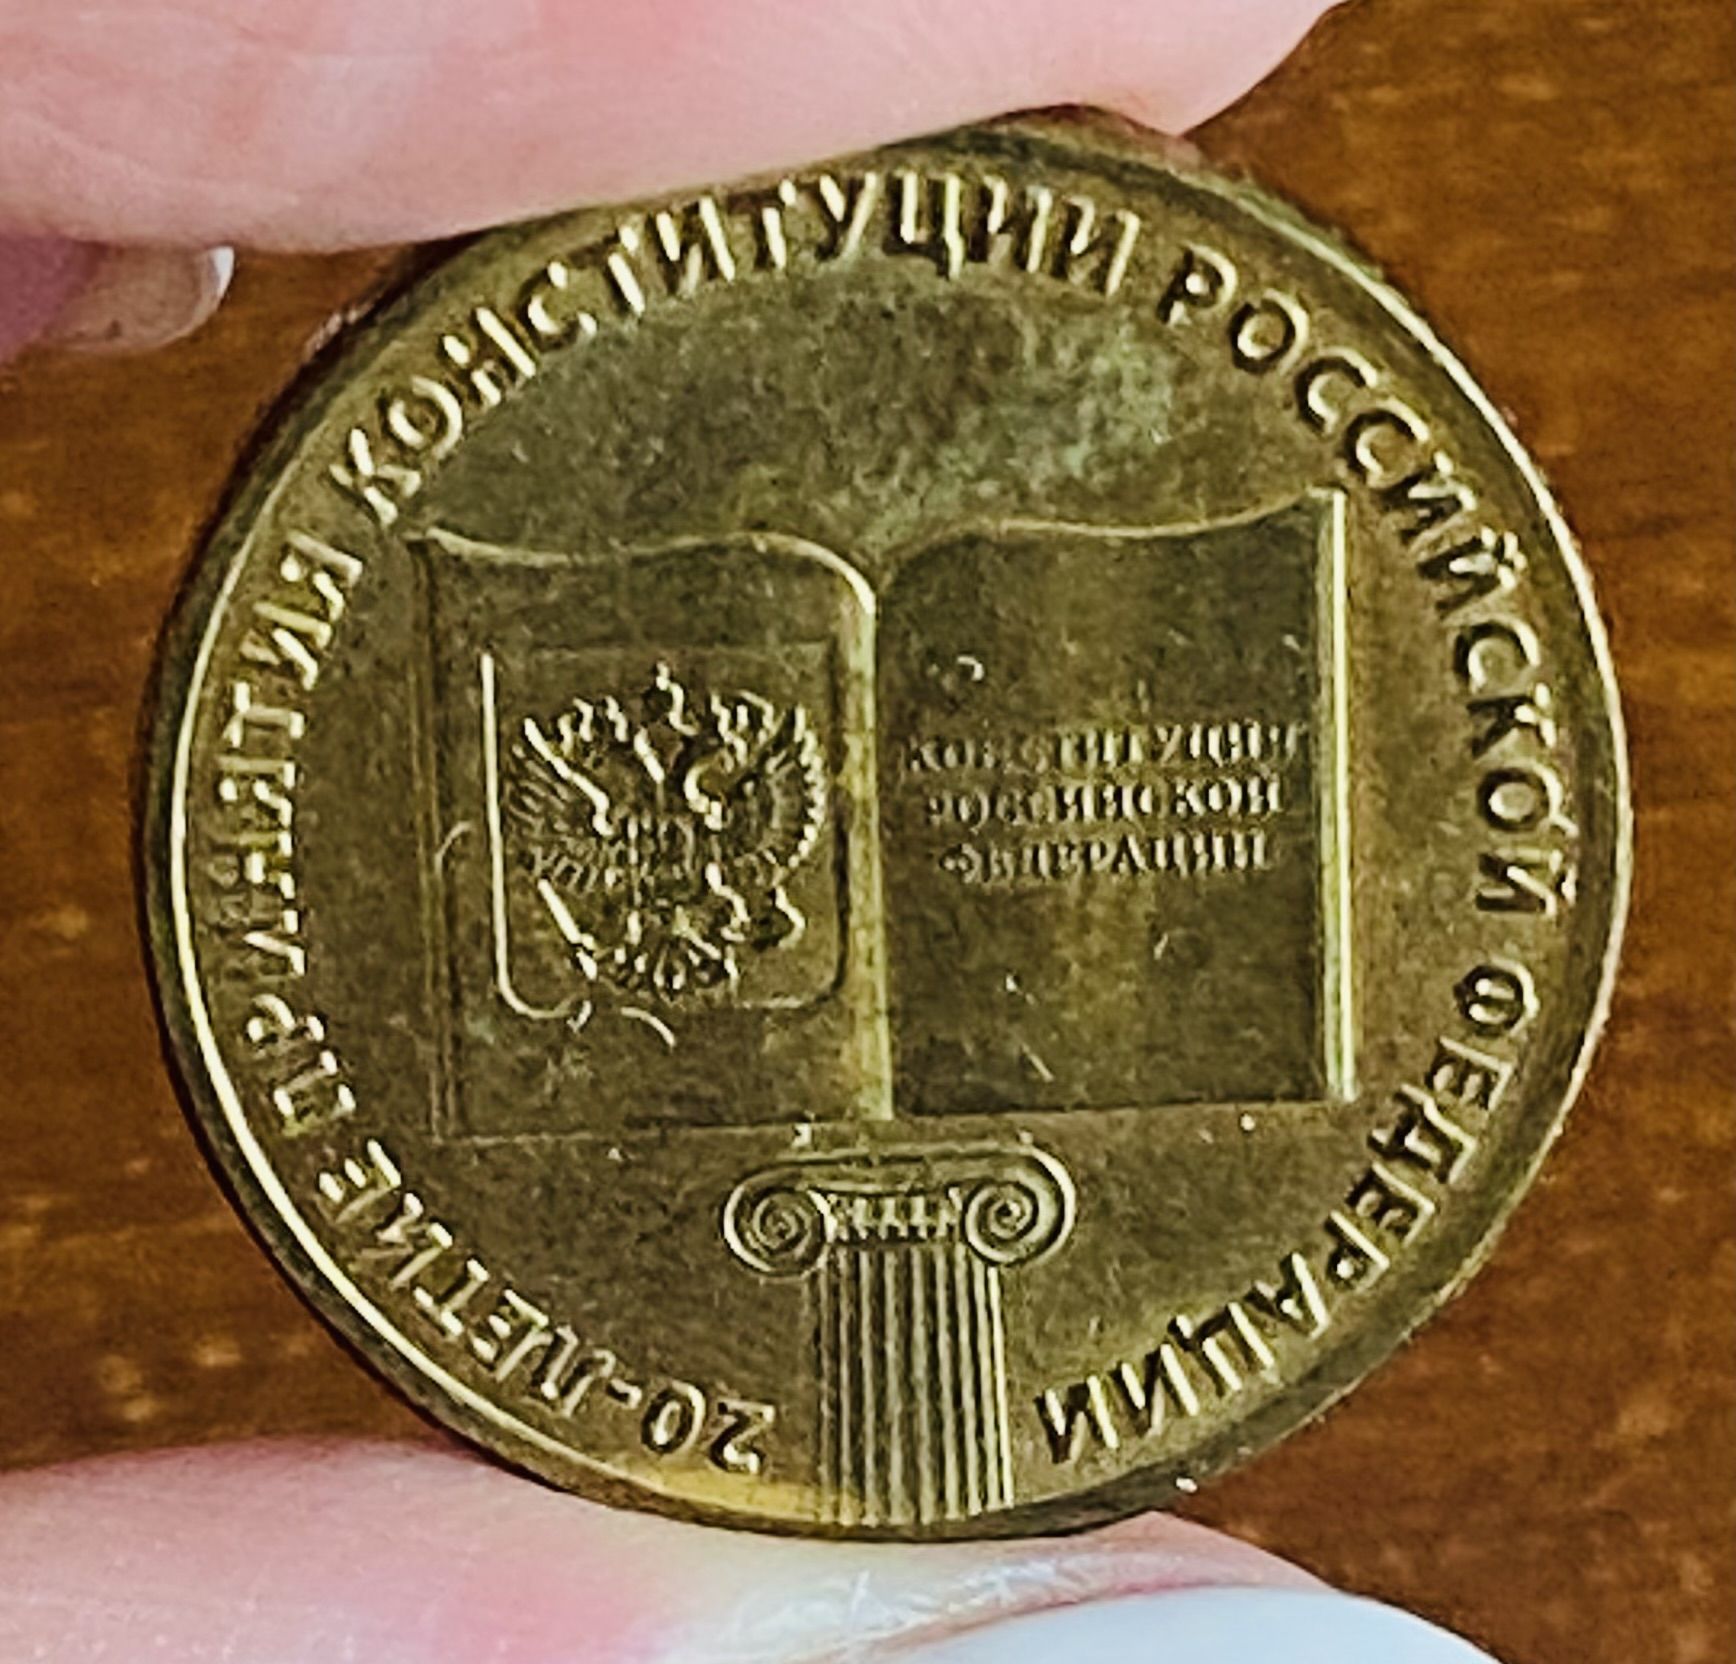 20-ЛЕТИЕ ПРИНЯТИЯ КОНСТИТУЦИИ РОССИЙСКОЙ ФЕДЕРАЦИИ
КОНСТИТУЦИЯ
РОССИЙСКОЙ
ФЕДЕРАЦИИ